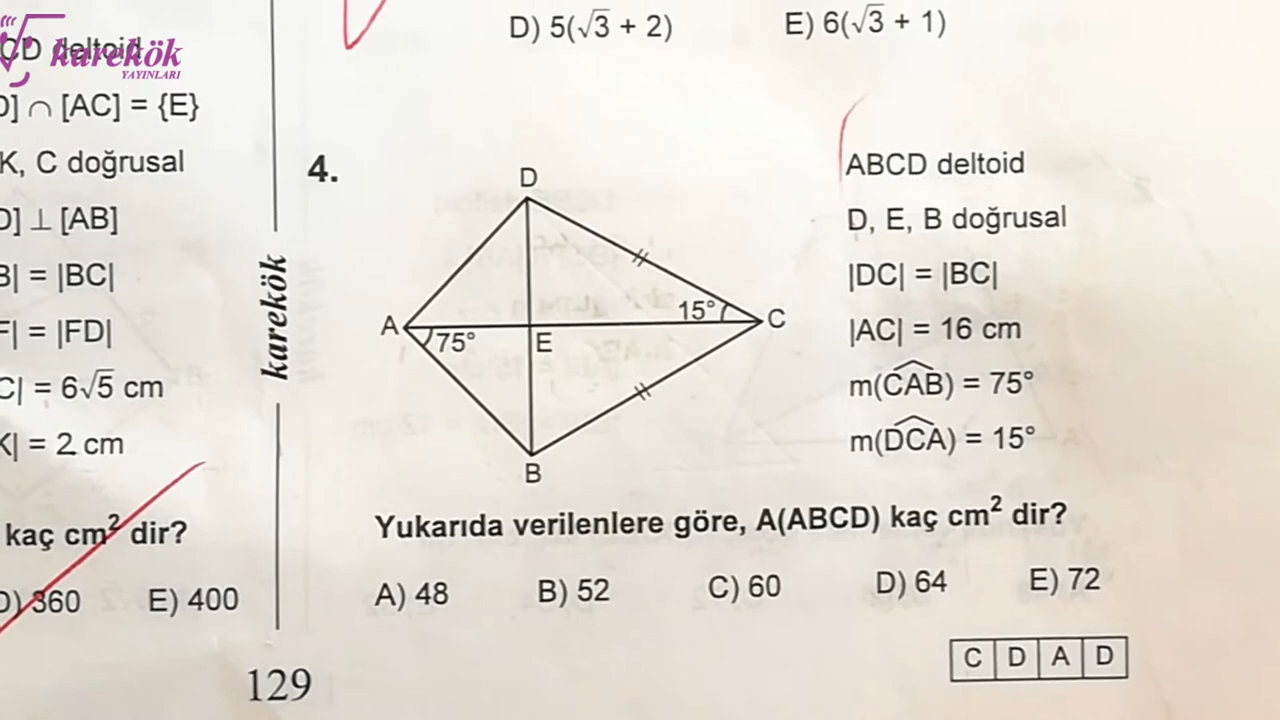 D) 5(√3 + 2) E) 6(√3 + 1)
CD deltoid
karekök
YAYINLARI
D] ∩ [AC] = {E}
K, C doğrusal
D] ⊥ [AB]
B| = |BC|
F| = |FD|
C| = 6√5 cm
K| = 2 cm
kaç cm² dir?
D) 360 E) 400
karekök
129
4.
D
A
75°
E
15°
C
B
ABCD deltoid
D, E, B doğrusal
|DC| = |BC|
|AC| = 16 cm
m(CAB) = 75°
m(DCA) = 15°
Yukarıda verilenlere göre, A(ABCD) kaç cm² dir?
A) 48 B) 52 C) 60 D) 64 E) 72
C D A D